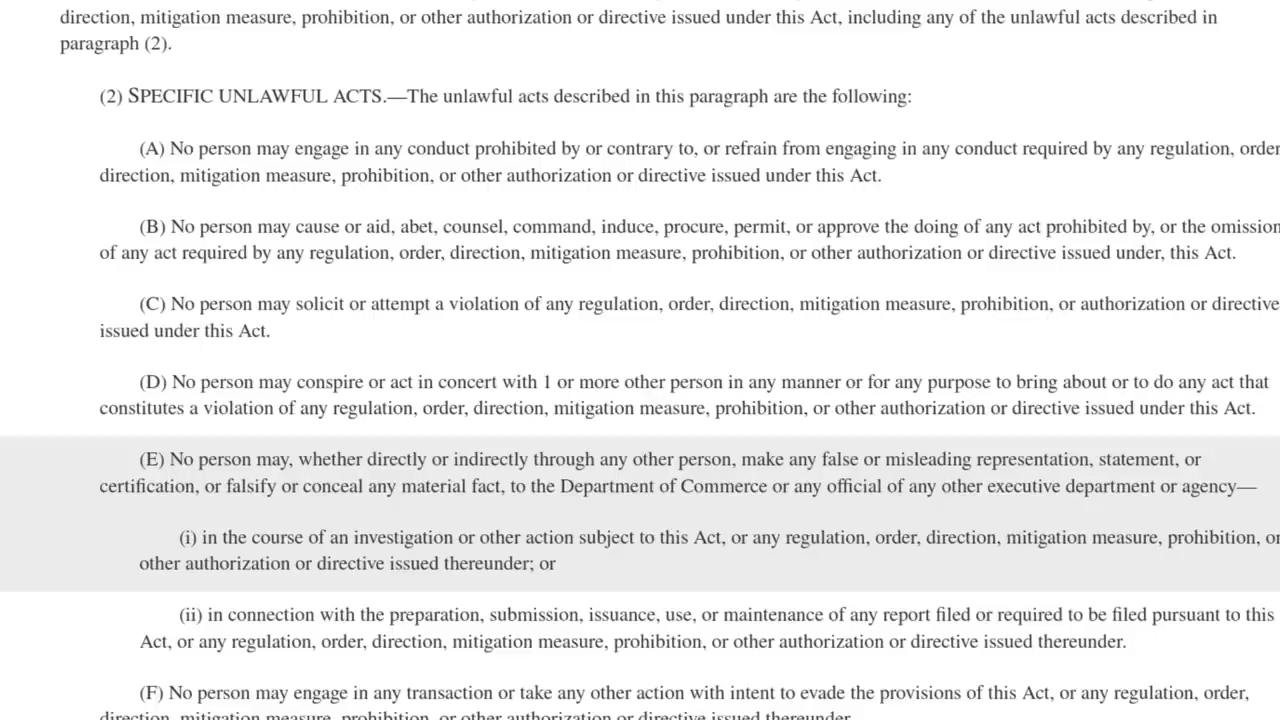 direction, mitigation measure, prohibition, or other authorization or directive issued under this Act, including any of the unlawful acts described in
paragraph (2).
(2) SPECIFIC UNLAWFUL ACTS.—The unlawful acts described in this paragraph are the following:
(A) No person may engage in any conduct prohibited by or contrary to, or refrain from engaging in any conduct required by any regulation, order
direction, mitigation measure, prohibition, or other authorization or directive issued under this Act.
(B) No person may cause or aid, abet, counsel, command, induce, procure, permit, or approve the doing of any act prohibited by, or the omission
of any act required by any regulation, order, direction, mitigation measure, prohibition, or other authorization or directive issued under, this Act.
(C) No person may solicit or attempt a violation of any regulation, order, direction, mitigation measure, prohibition, or authorization or directive
issued under this Act.
(D) No person may conspire or act in concert with 1 or more other person in any manner or for any purpose to bring about or to do any act that
constitutes a violation of any regulation, order, direction, mitigation measure, prohibition, or other authorization or directive issued under this Act.
(E) No person may, whether directly or indirectly through any other person, make any false or misleading representation, statement, or
certification, or falsify or conceal any material fact, to the Department of Commerce or any official of any other executive department or agency—
(i) in the course of an investigation or other action subject to this Act, or any regulation, order, direction, mitigation measure, prohibition, or
other authorization or directive issued thereunder; or
(ii) in connection with the preparation, submission, issuance, use, or maintenance of any report filed or required to be filed pursuant to this
Act, or any regulation, order, direction, mitigation measure, prohibition, or other authorization or directive issued thereunder.
(F) No person may engage in any transaction or take any other action with intent to evade the provisions of this Act, or any regulation, order,
direction, mitigation measure, prohibition, or other authorization or directive issued thereunder.